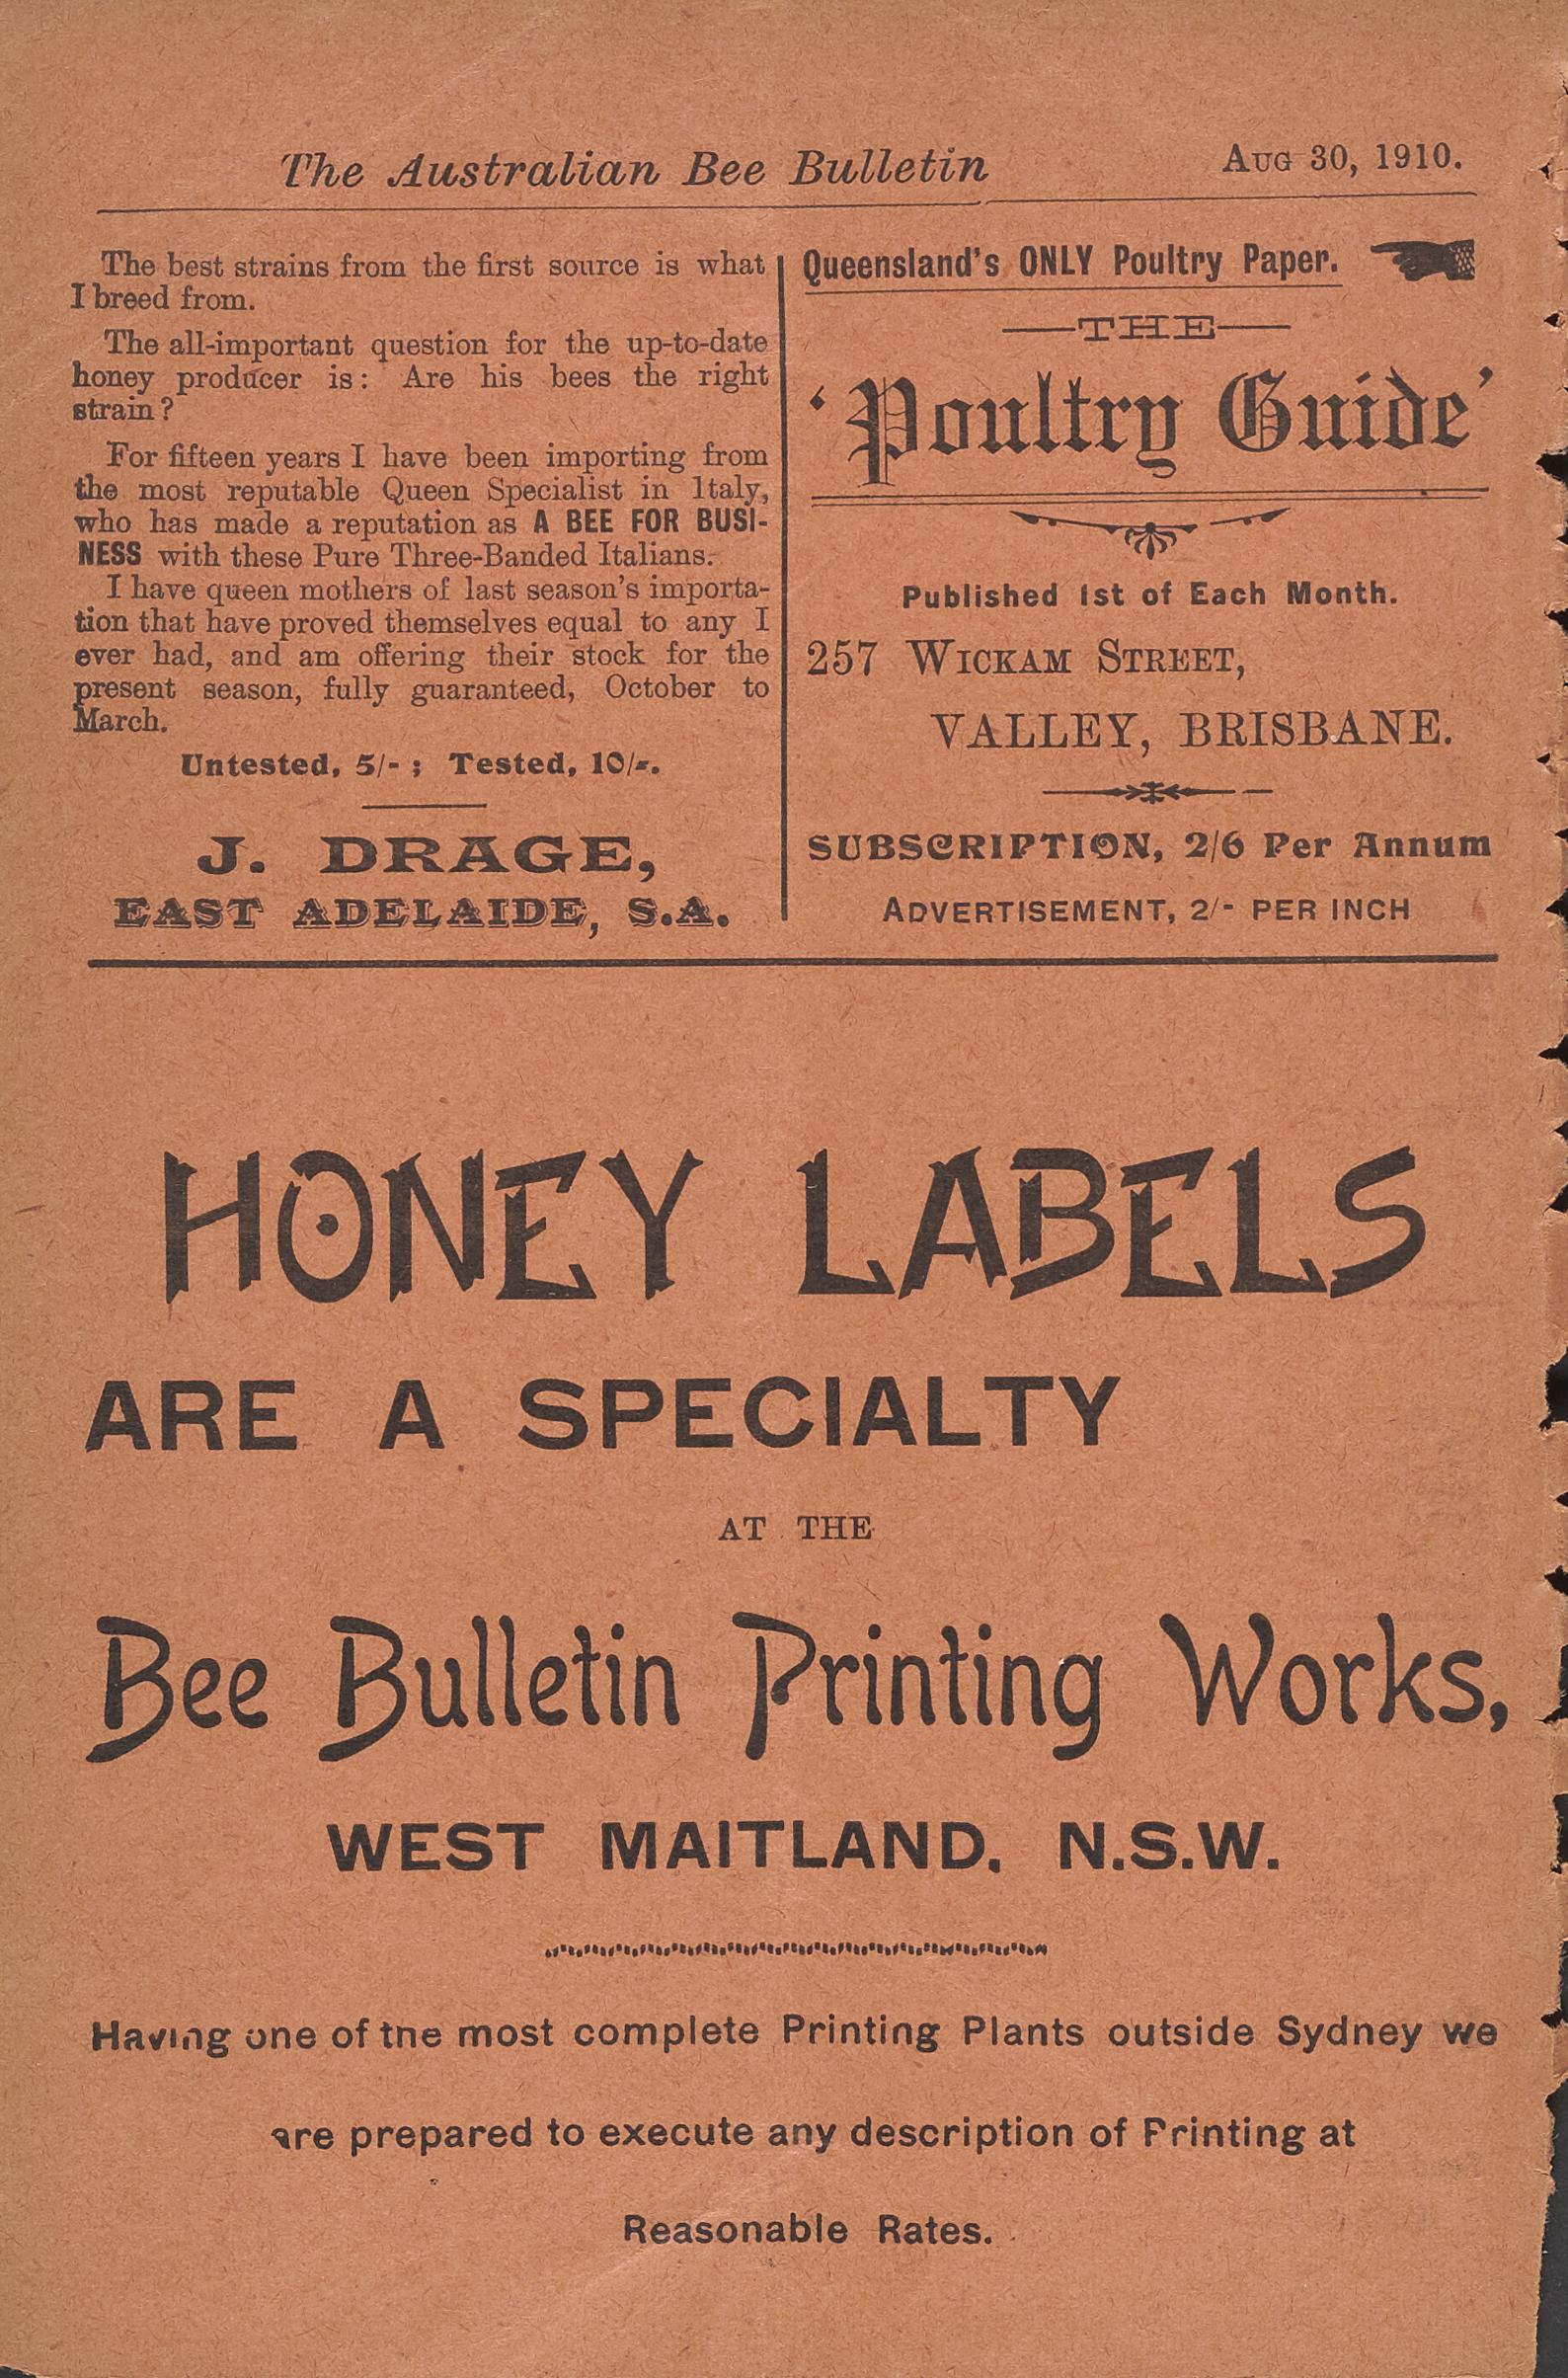 The Australian Bee Bulletin AUG 30, 1910.
The best strains from the first source is what
I breed from.
The all-important question for the up-to-date
honey producer is: Are his bees the right
strain?
For fifteen years I have been importing from
the most reputable Queen Specialist in Italy,
who has made a reputation as A BEE FOR BUSI-
NESS with these Pure Three-Banded Italians.
I have queen mothers of last season's importa-
tion that have proved themselves equal to any I
ever had, and am offering their stock for the
present season, fully guaranteed, October to
March.
Untested, 5/- ; Tested, 10/-.
J. DRAGE,
EAST ADELAIDE, S.A.
Queensland's ONLY Poultry Paper.
THE
'Poultry Guide'
Published 1st of Each Month.
257 WICKAM STREET,
VALLEY, BRISBANE.
SUBSCRIPTION, 2/6 Per Annum
ADVERTISEMENT, 2/- PER INCH
HONEY LABELS
ARE A SPECIALTY
AT THE
Bee Bulletin Printing Works,
WEST MAITLAND. N.S.W.
Having one of the most complete Printing Plants outside Sydney we
are prepared to execute any description of Printing at
Reasonable Rates.